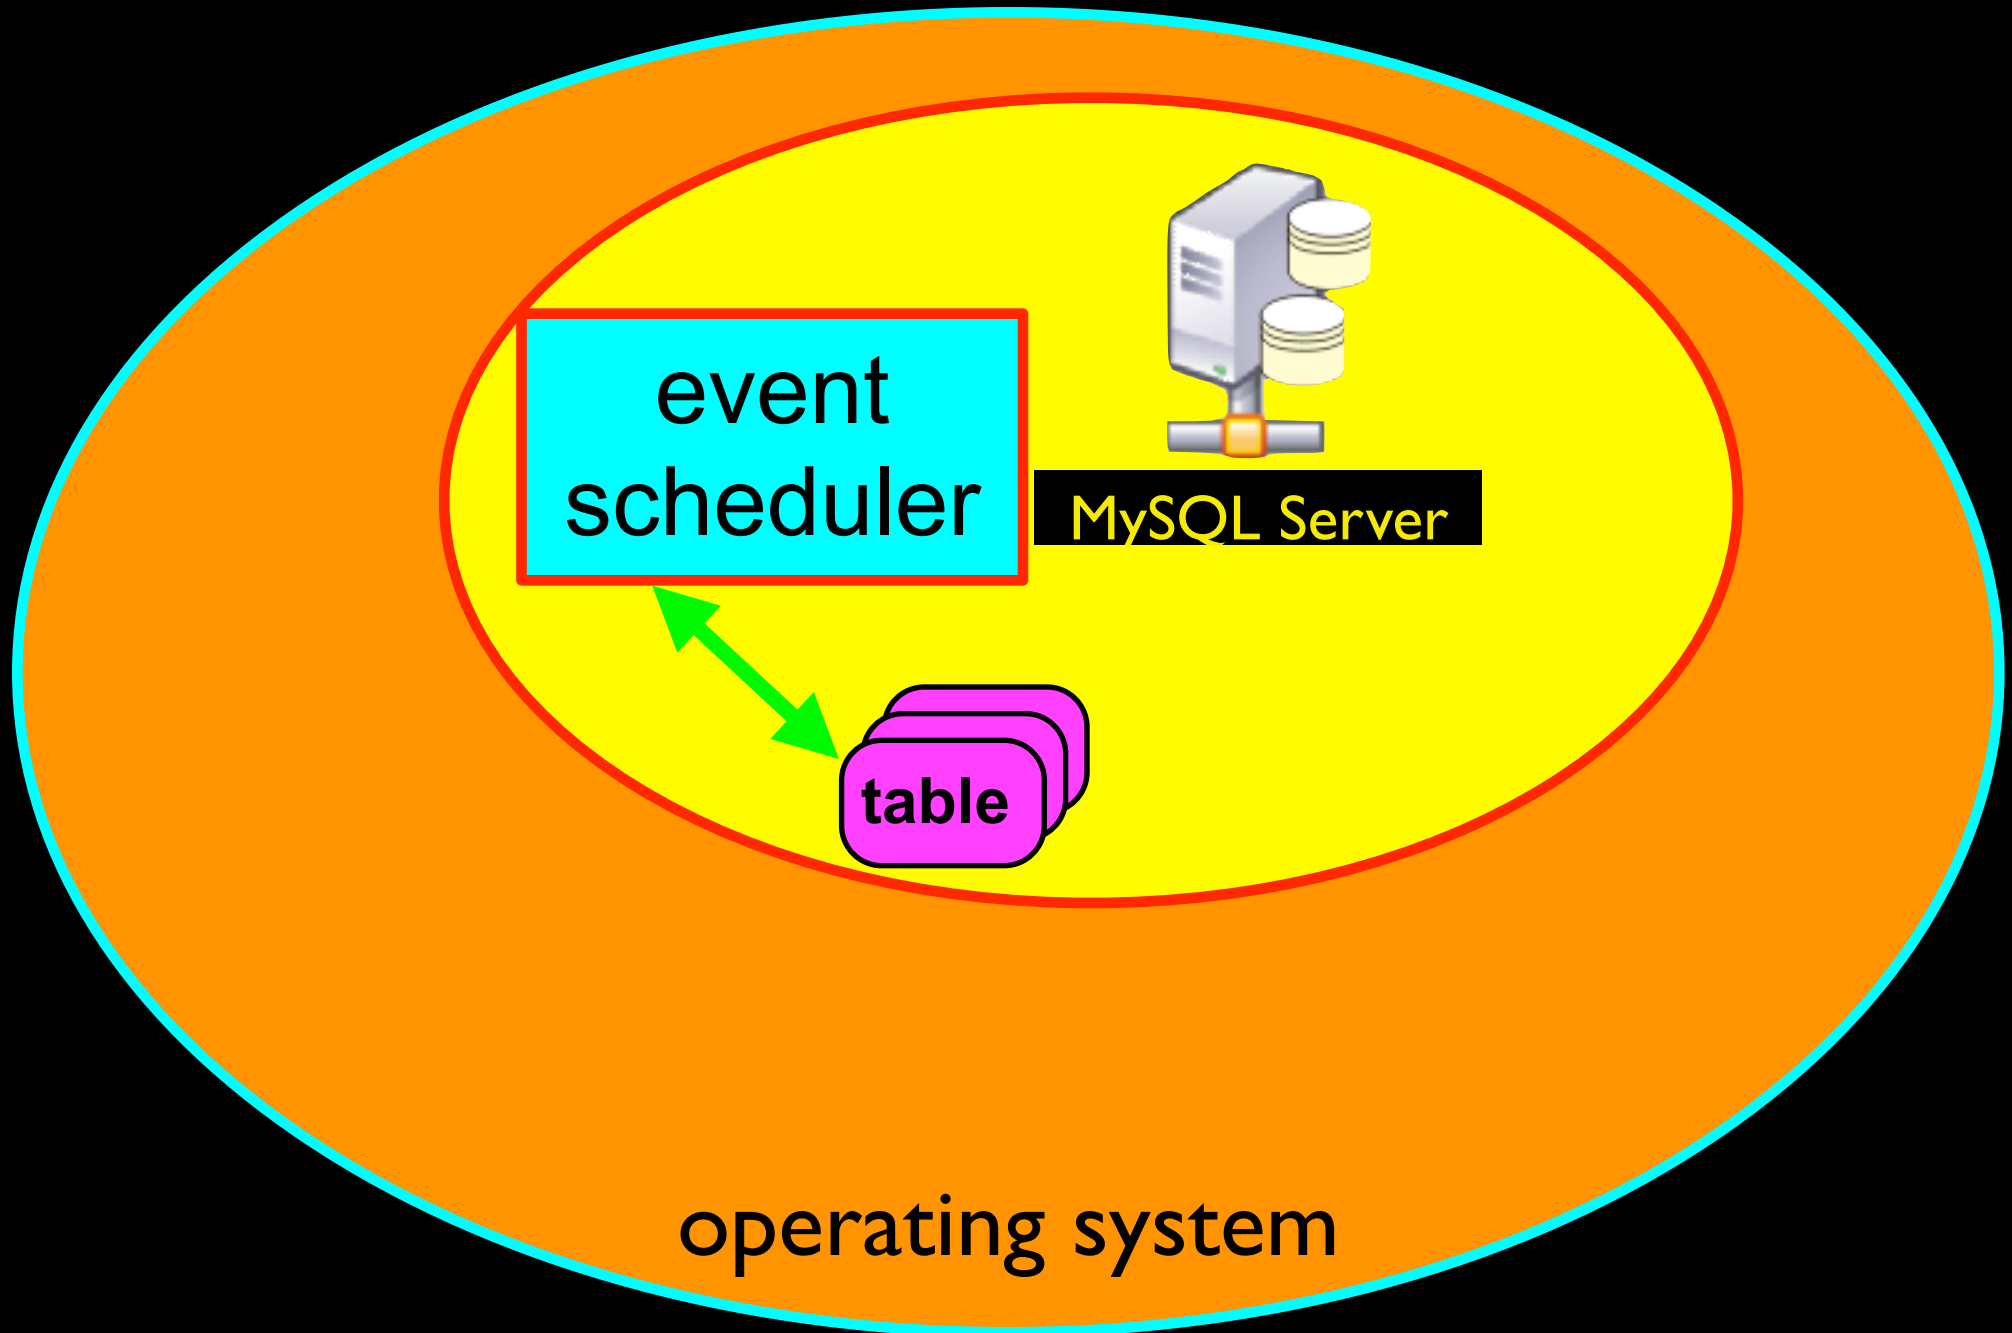 event
scheduler
MySQL Server
table
operating system